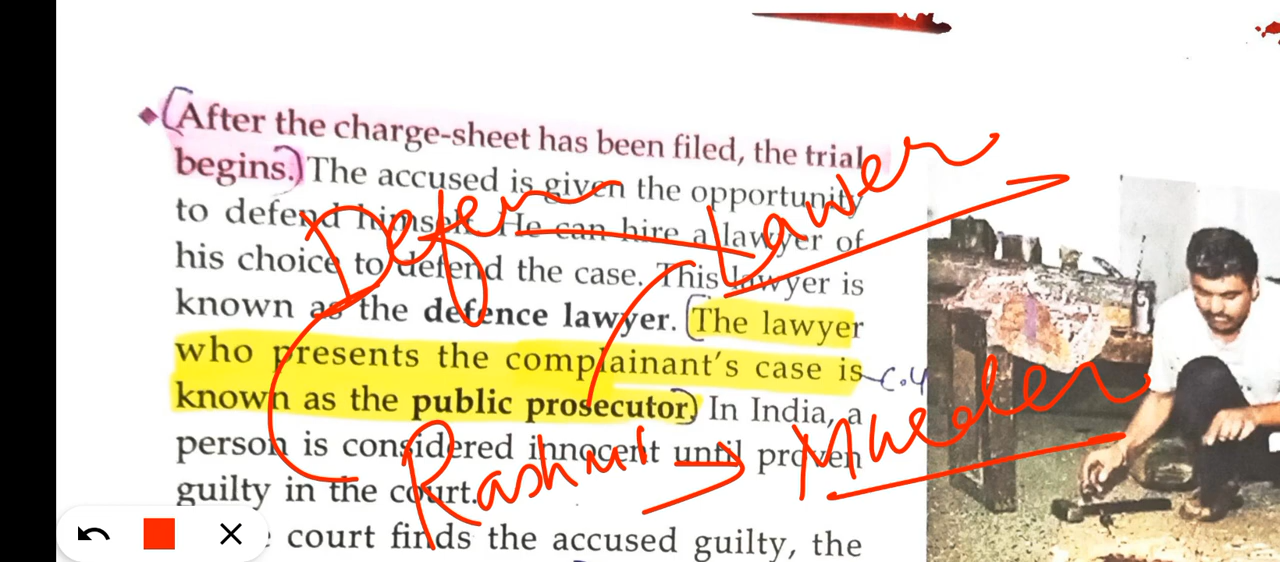 After the charge-sheet has been filed, the trial
begins. The accused is given the opportunity
to defend himself. He can hire a lawyer of
his choice to defend the case. This lawyer is
known as the defence lawyer. The lawyer
who presents the complainant's case is
known as the public prosecutor. In India, a
person is considered innocent until proven
guilty in the court.
court finds the accused guilty, the
Defen
Lawer
Rashmi